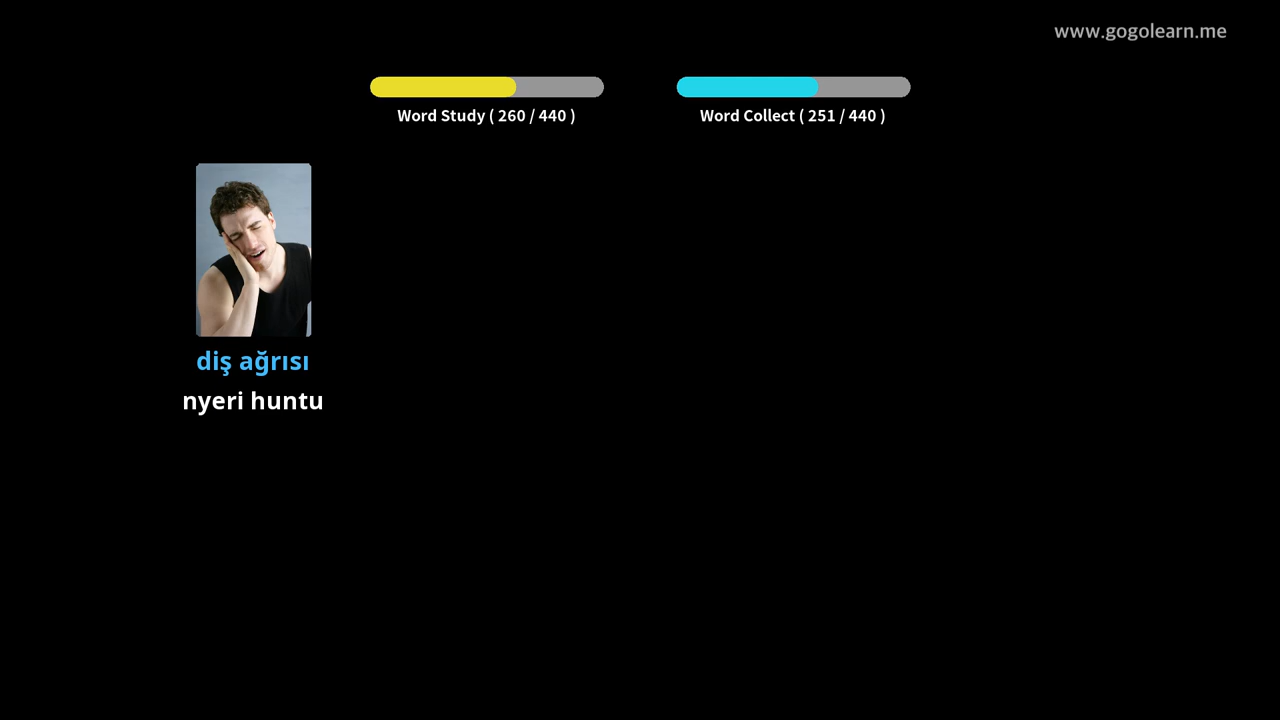 www.gogolearn.me
Word Study ( 260 / 440 )
Word Collect ( 251 / 440 )
diş ağrısı
nyeri huntu